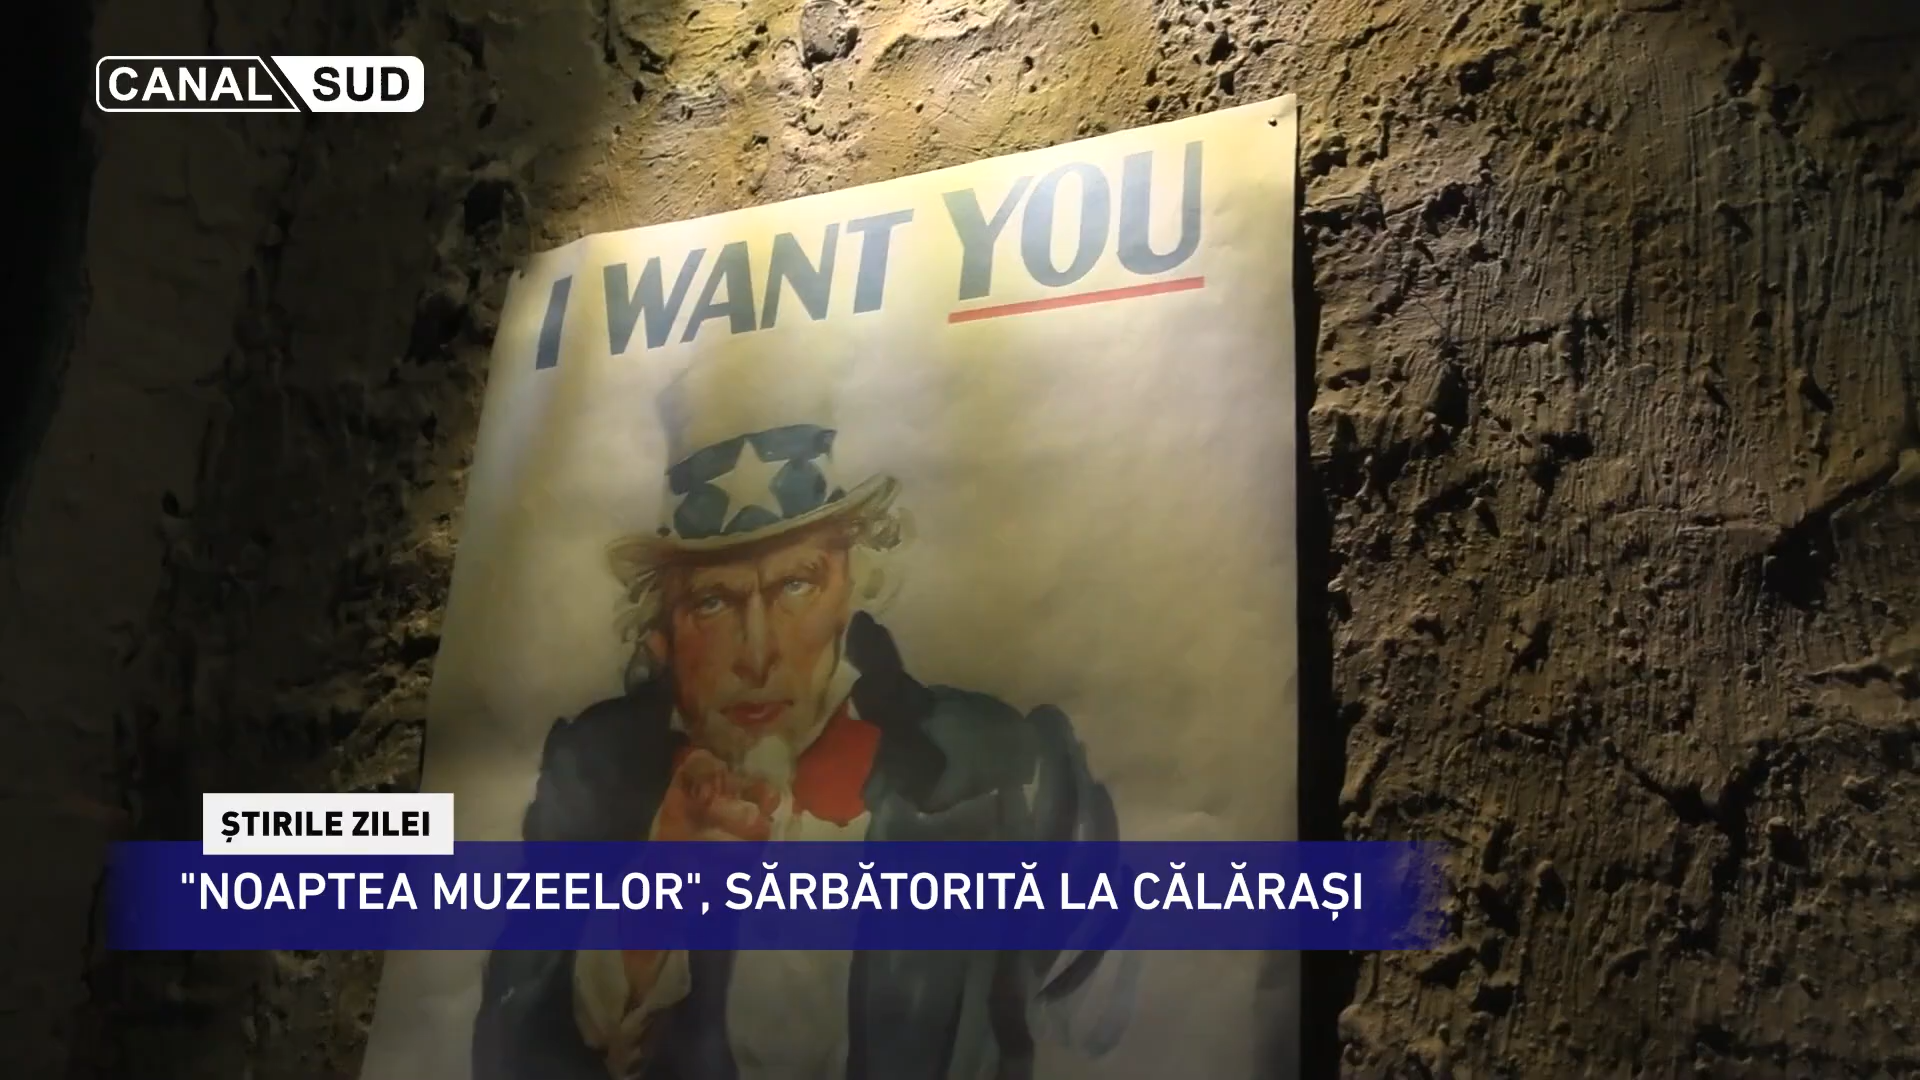 CANAL SUD
I WANT YOU
ȘTIRILE ZILEI
"NOAPTEA MUZEELOR", SĂRBĂTORITĂ LA CĂLĂRAȘI